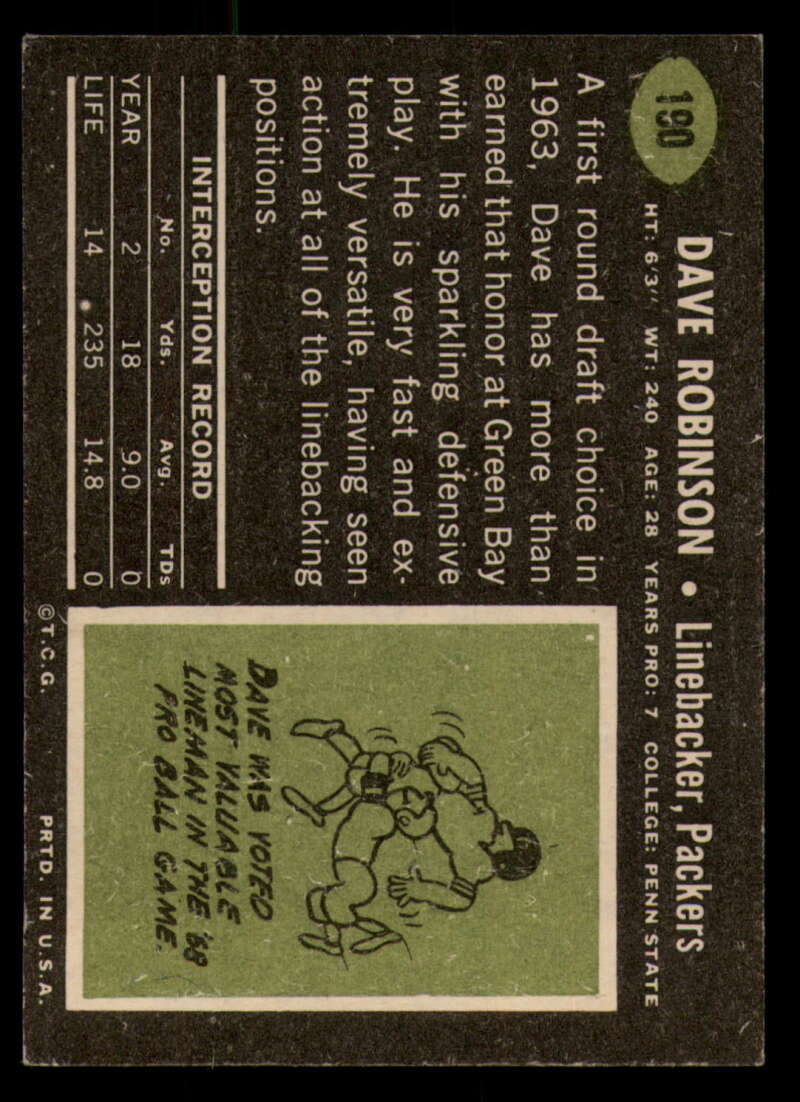 190
DAVE ROBINSON • Linebacker, Packers
HT: 6'3" WT: 240 AGE: 28 YEARS PRO: 7 COLLEGE: PENN STATE
A first round draft choice in
1963, Dave has more than
earned that honor at Green Bay
with his sparkling defensive
play. He is very fast and ex-
tremely versatile, having seen
action at all of the linebacking
positions.
INTERCEPTION RECORD
No. Yds. Avg. TDs
YEAR 2 18 9.0 0
LIFE 14 235 14.8 0
DAVE WAS VOTED
MOST VALUABLE
LINEMAN IN THE '68
PRO BALL GAME.
©T.C.G. PRTD. IN U.S.A.